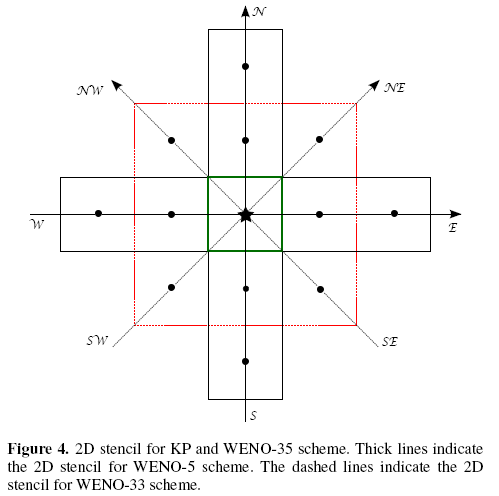 N
NW
NE
W
E
SW
SE
S
Figure 4. 2D stencil for KP and WENO-35 scheme. Thick lines indicate
the 2D stencil for WENO-5 scheme. The dashed lines indicate the 2D
stencil for WENO-33 scheme.